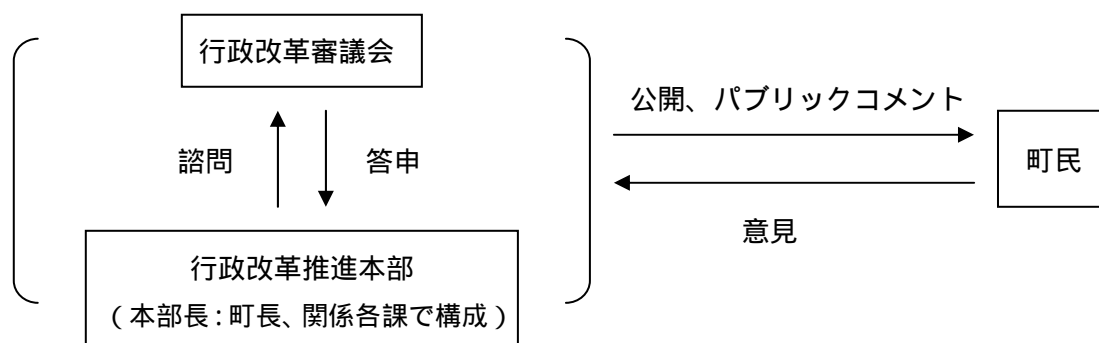 行政改革審議会
公開、パブリックコメント
諮問
答申
町民
意見
行政改革推進本部
（本部長：町長、関係各課で構成）